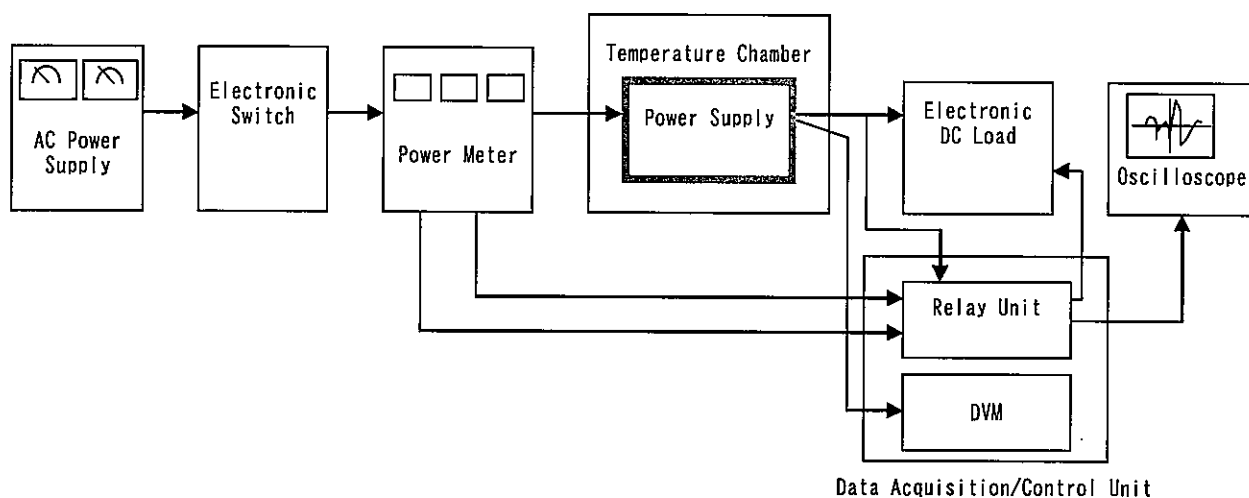 AC Power
Supply
Electronic
Switch
Power Meter
Temperature Chamber
Power Supply
Electronic
DC Load
Oscilloscope
Relay Unit
DVM
Data Acquisition/Control Unit